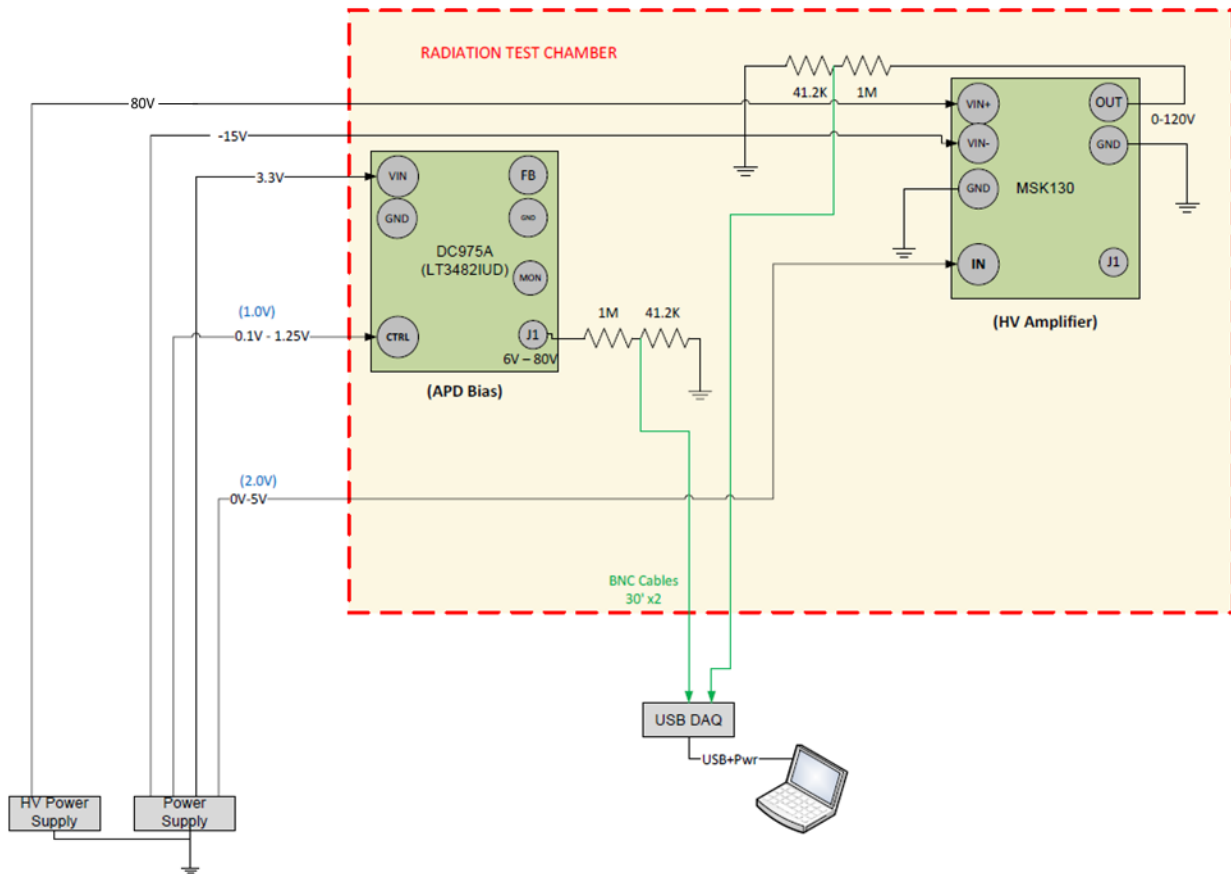 RADIATION TEST CHAMBER
41.2K
1M
80V
VIN+
OUT
0-120V
-15V
VIN-
GND
3.3V
VIN
FB
GND
MSK130
GND
GND
DC975A
(LT3482IUD)
MON
IN
J1
(1.0V)
0.1V - 1.25V
CTRL
J1
6V – 80V
1M
41.2K
(HV Amplifier)
(APD Bias)
(2.0V)
0V-5V
BNC Cables
30' x2
USB DAQ
USB+Pwr
HV Power
Supply
Power
Supply